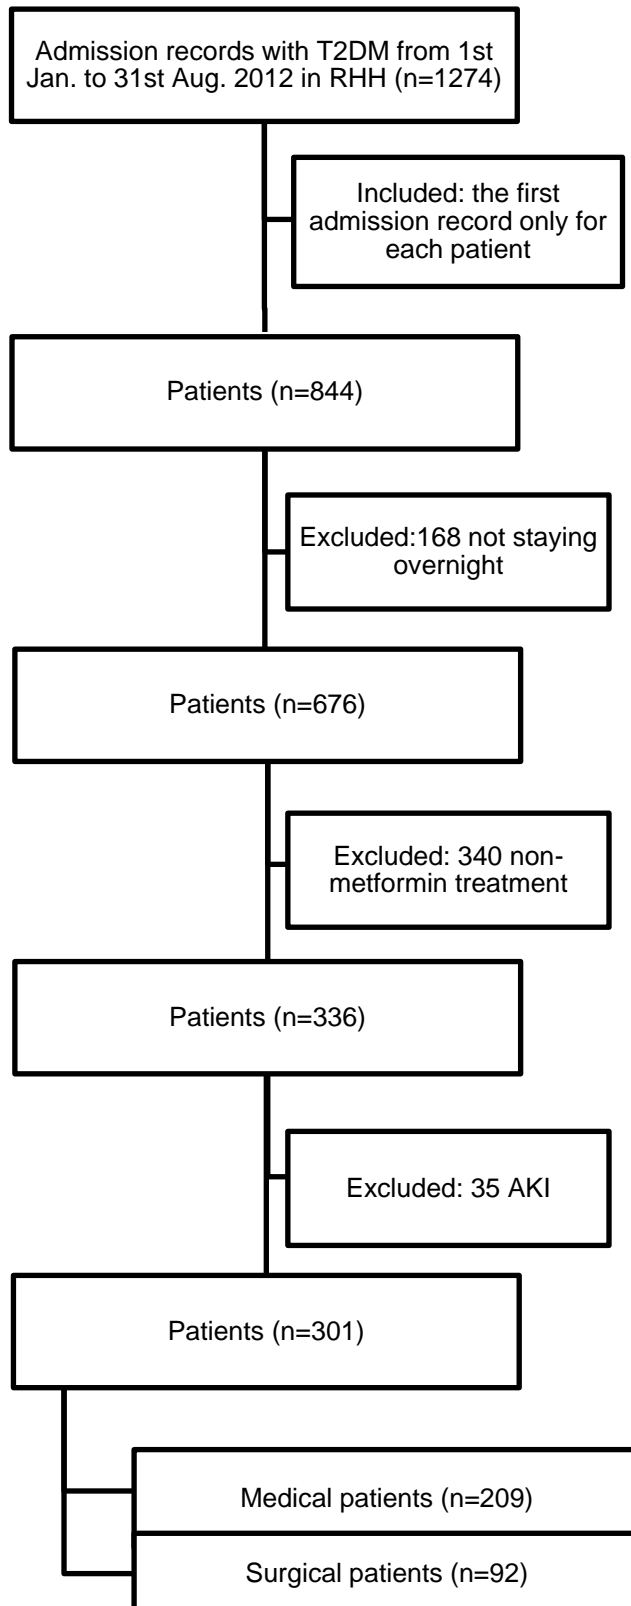 Admission records with T2DM from 1st
Jan. to 31st Aug. 2012 in RHH (n=1274)
Included: the first
admission record only for
each patient
Patients (n=844)
Excluded:168 not staying
overnight
Patients (n=676)
Excluded: 340 non-
metformin treatment
Patients (n=336)
Excluded: 35 AKI
Patients (n=301)
Medical patients (n=209)
Surgical patients (n=92)